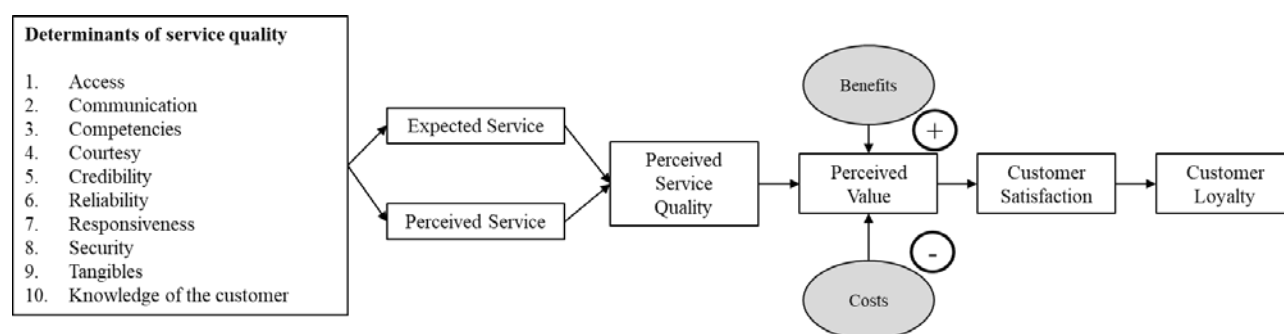 Determinants of service quality
1. Access
2. Communication
3. Competencies
4. Courtesy
5. Credibility
6. Reliability
7. Responsiveness
8. Security
9. Tangibles
10. Knowledge of the customer
Expected Service
Perceived Service
Perceived
Service
Quality
Benefits
+
Perceived
Value
-
Costs
Customer
Satisfaction
Customer
Loyalty